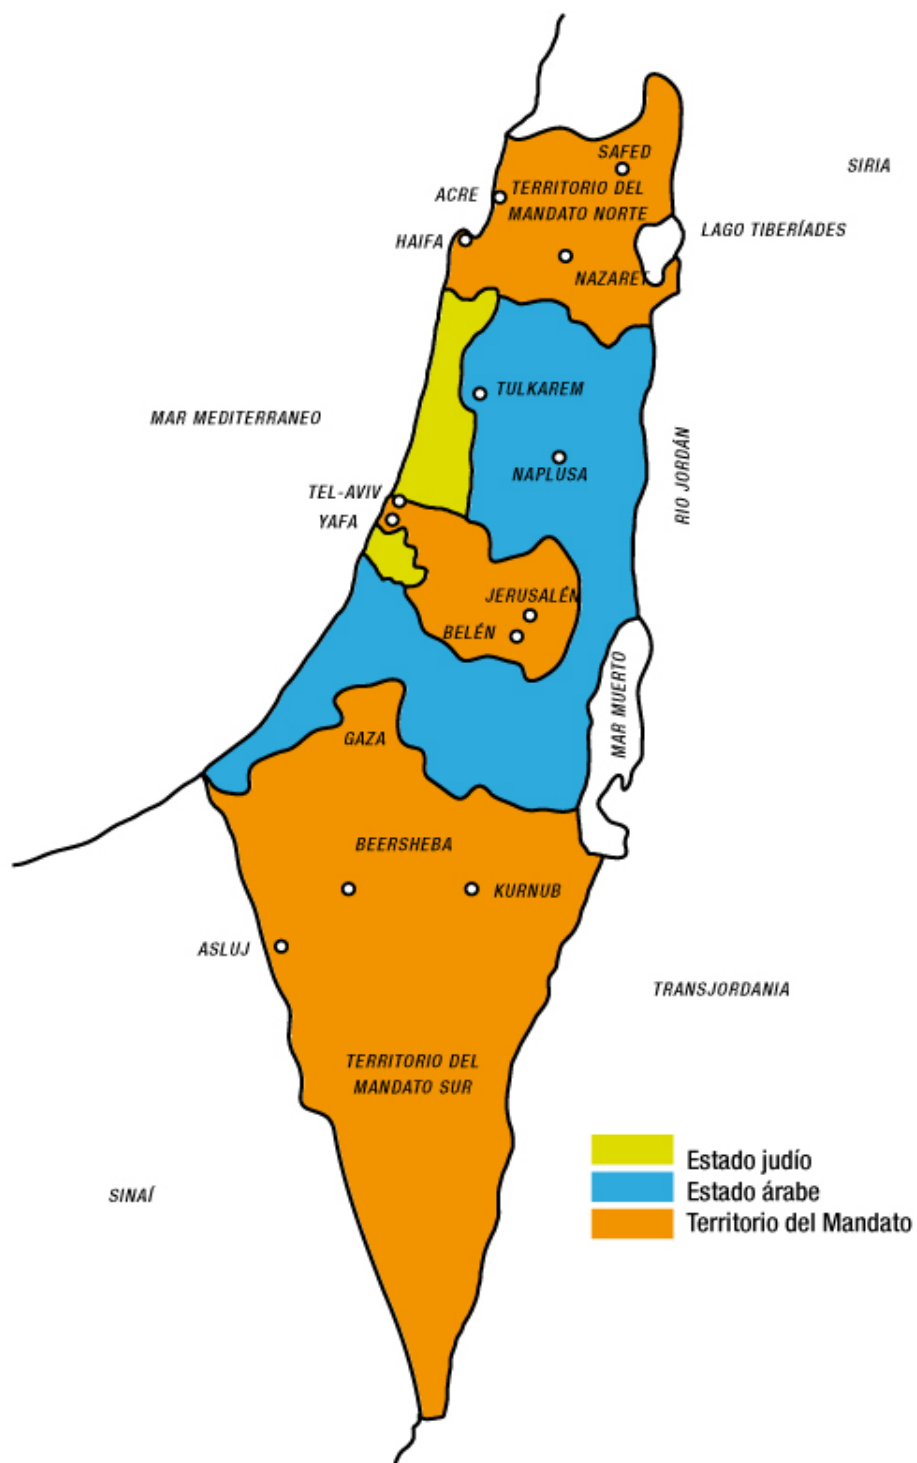 SAFED
SIRIA
ACRE
TERRITORIO DEL
MANDATO NORTE
LAGO TIBERÍADES
HAIFA
NAZARET
TULKAREM
MAR MEDITERRANEO
RIO JORDÁN
NAPLUSA
TEL-AVIV
YAFA
JERUSALÉN
BELÉN
MAR MUERTO
GAZA
BEERSHEBA
KURNUB
ASLUJ
TRANSJORDANIA
TERRITORIO DEL
MANDATO SUR
SINAÍ
Estado judío
Estado árabe
Territorio del Mandato